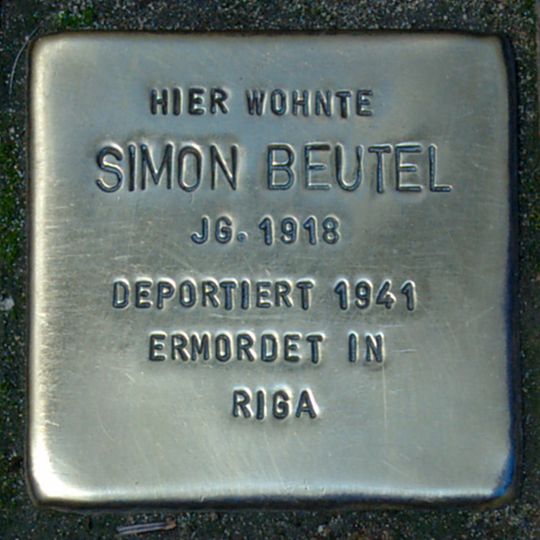 HIER WOHNTE
SIMON BEUTEL
JG. 1918
DEPORTIERT 1941
ERMORDET IN
RIGA